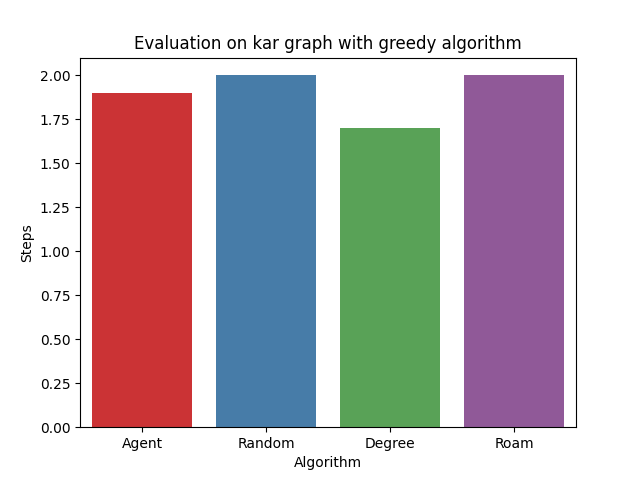 Evaluation on kar graph with greedy algorithm
2.00
1.75
1.50
1.25
1.00
0.75
0.50
0.25
0.00
Steps
Agent Random Degree Roam
Algorithm